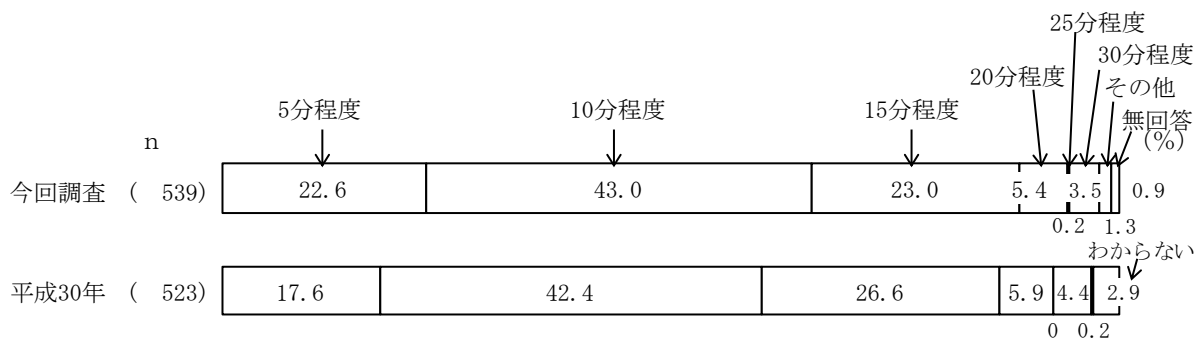 25分程度
30分程度
20分程度
その他
5分程度 10分程度 15分程度
無回答
n (%)
今回調査 ( 539) 22.6 43.0 23.0 5.4 3.5 0.9
0.2 1.3
わからない
平成30年 ( 523) 17.6 42.4 26.6 5.9 4.4 2.9
0 0.2